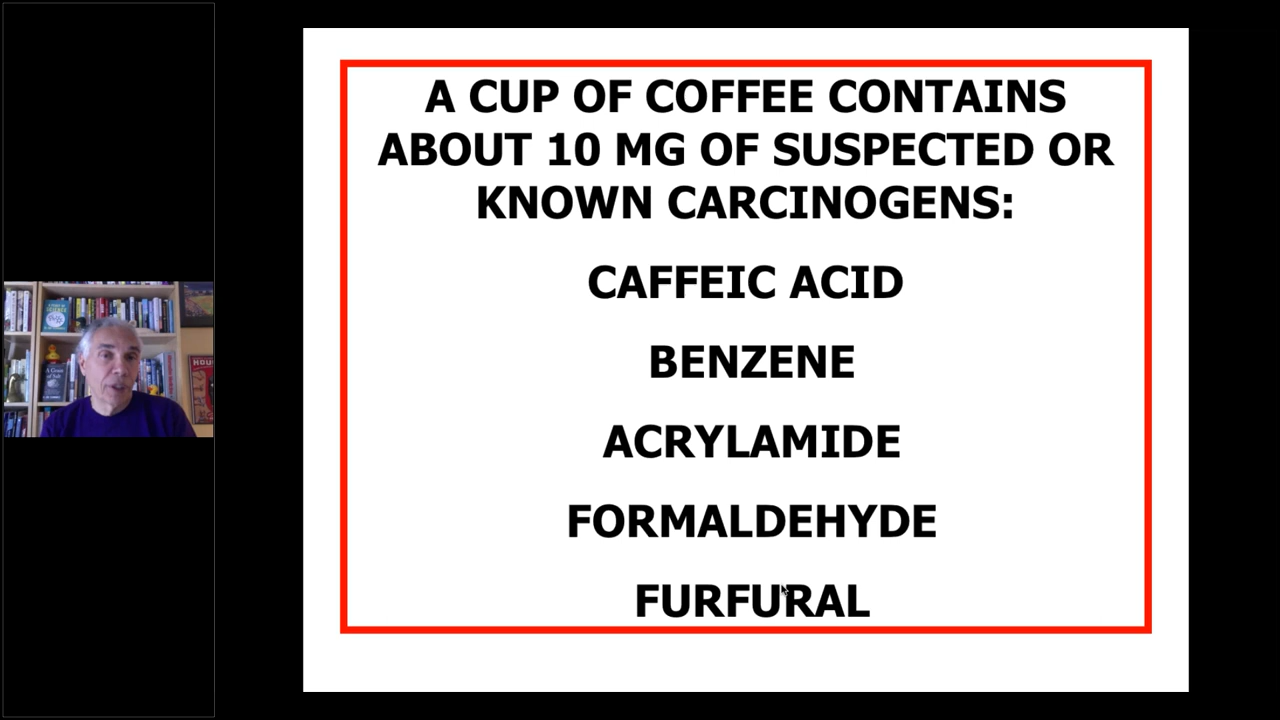 A CUP OF COFFEE CONTAINS
ABOUT 10 MG OF SUSPECTED OR
KNOWN CARCINOGENS:
CAFFEIC ACID
BENZENE
ACRYLAMIDE
FORMALDEHYDE
FURFURAL